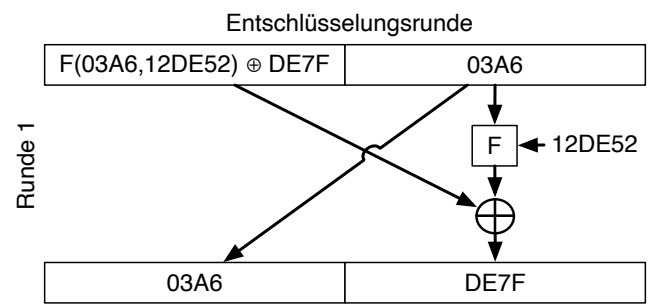 Entschlüsselungsrunde
F(03A6,12DE52) ⊕ DE7F
03A6
Runde 1
F
12DE52
03A6
DE7F